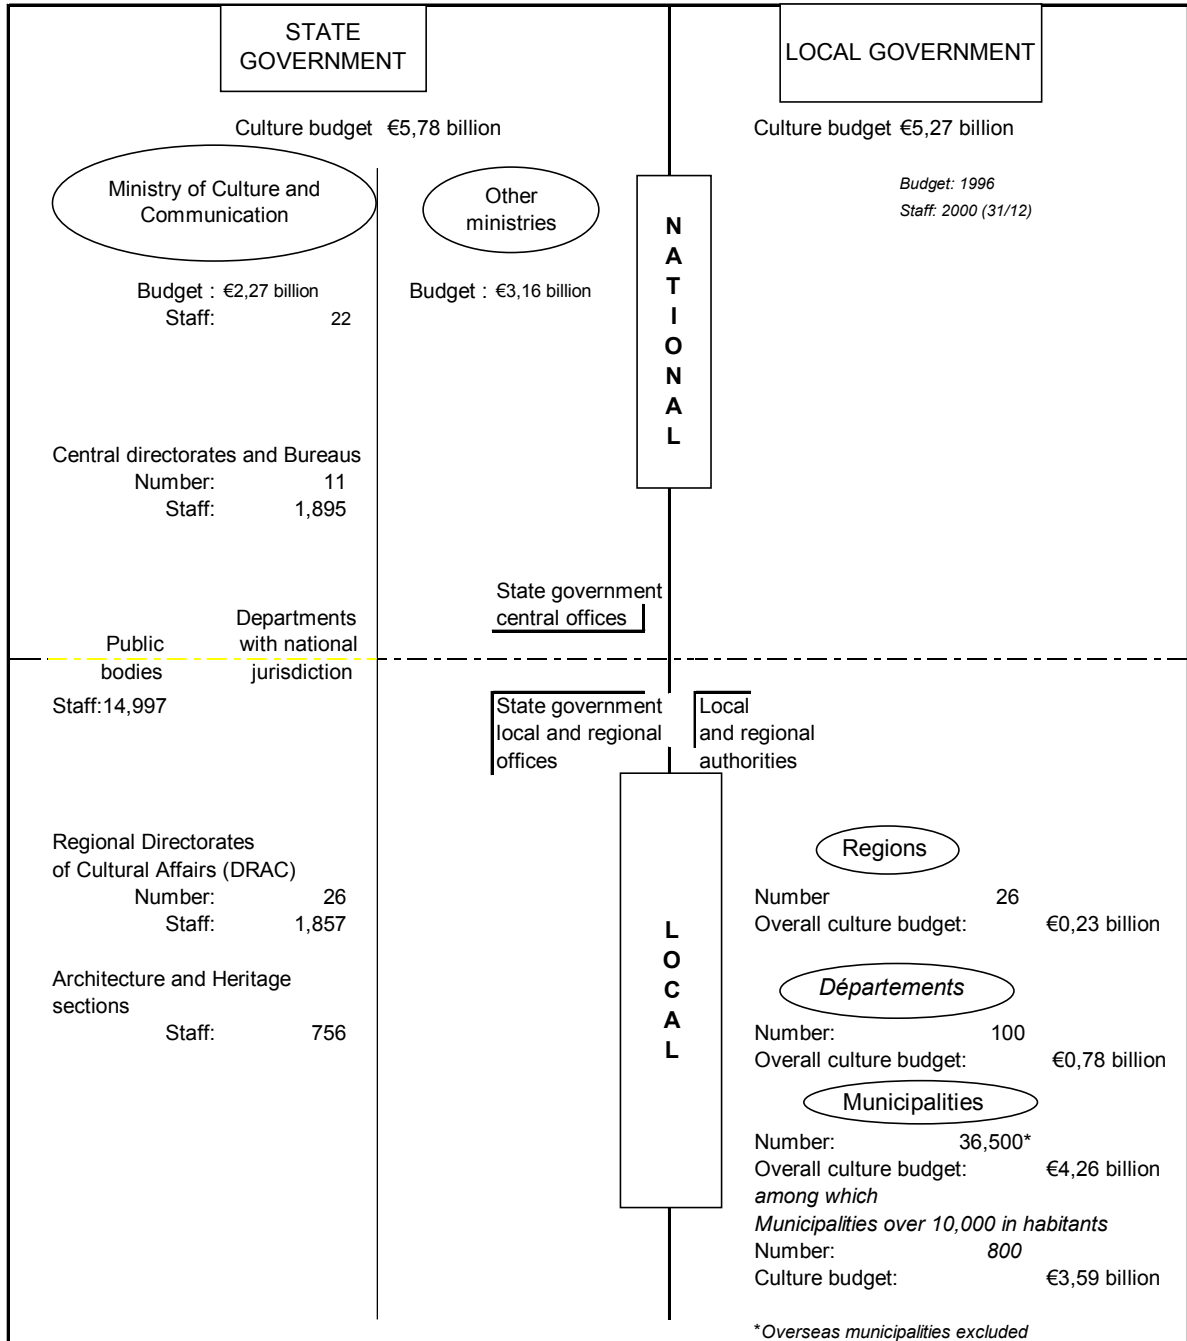 STATE
GOVERNMENT
LOCAL GOVERNMENT
Culture budget €5,78 billion
Culture budget €5,27 billion
Ministry of Culture and
Communication
Other
ministries
Budget: 1996
Staff: 2000 (31/12)
NATIONAL
Budget : €2,27 billion
Budget : €3,16 billion
Staff: 22
Central directorates and Bureaus
Number: 11
Staff: 1,895
State government
central offices
Public
bodies
Departments
with national
jurisdiction
Staff:14,997
State government
local and regional
offices
Local
and regional
authorities
LOCAL
Regional Directorates
of Cultural Affairs (DRAC)
Number: 26
Staff: 1,857
Architecture and Heritage
sections
Staff: 756
Regions
Number 26
Overall culture budget: €0,23 billion
Départements
Number: 100
Overall culture budget: €0,78 billion
Municipalities
Number: 36,500*
Overall culture budget: €4,26 billion
among which
Municipalities over 10,000 in habitants
Number: 800
Culture budget: €3,59 billion
*Overseas municipalities excluded